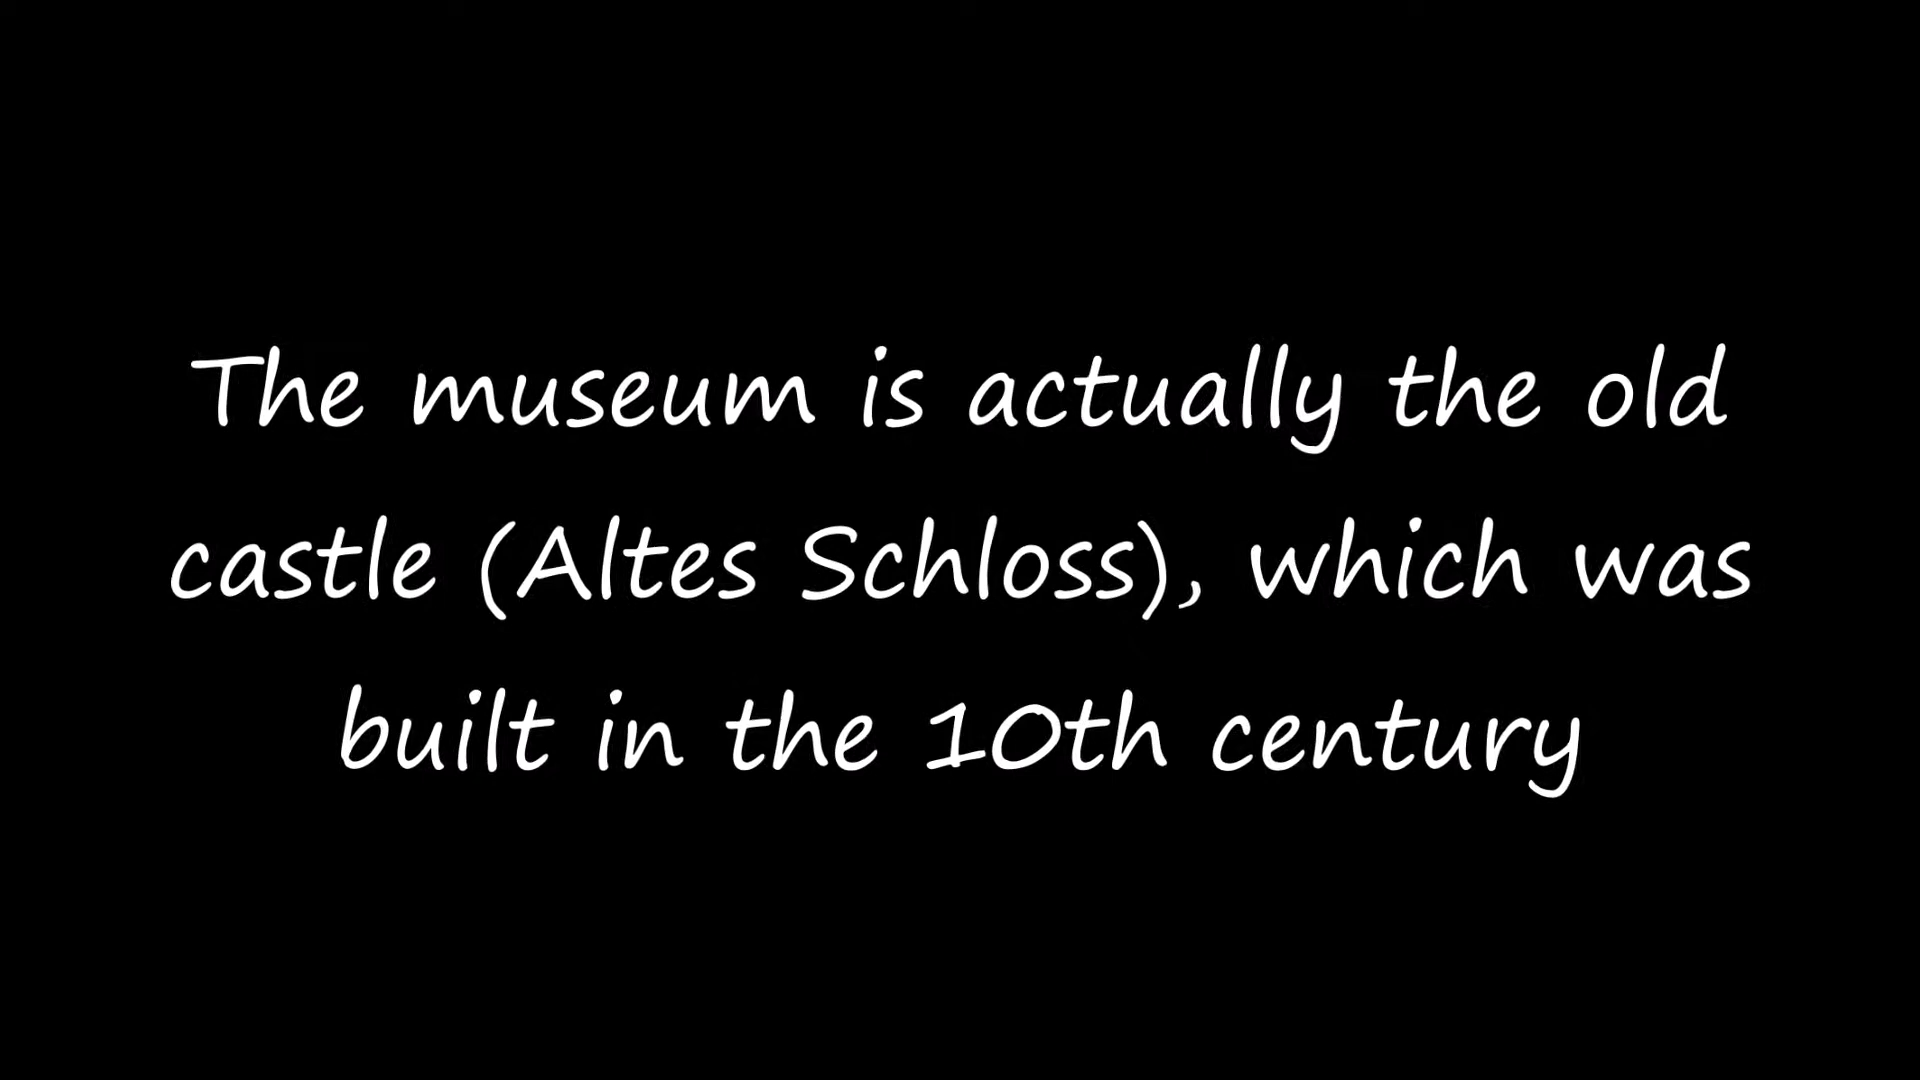 The museum is actually the old
castle (Altes Schloss), which was
built in the 10th century